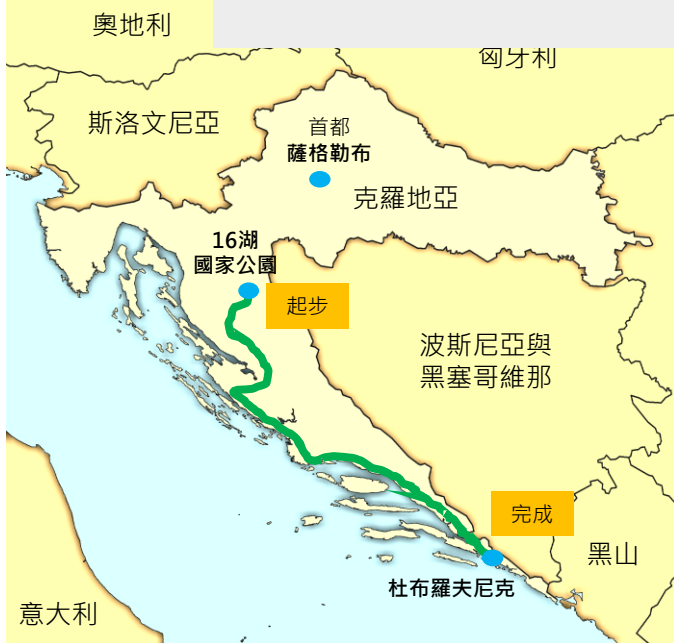 奧地利
匈牙利
斯洛文尼亞
首都
薩格勒布
克羅地亞
16湖
國家公園
起步
波斯尼亞與
黑塞哥維那
完成
黑山
杜布羅夫尼克
意大利